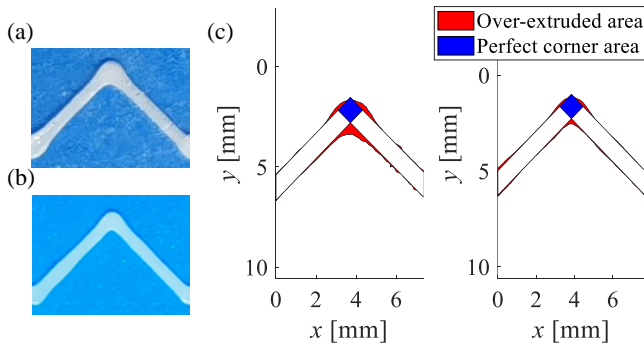 (a)
(b)
(c)
Over-extruded area
Perfect corner area
0
5
10
y [mm]
0 2 4 6
x [mm]
0
5
10
y [mm]
0 2 4 6
x [mm]